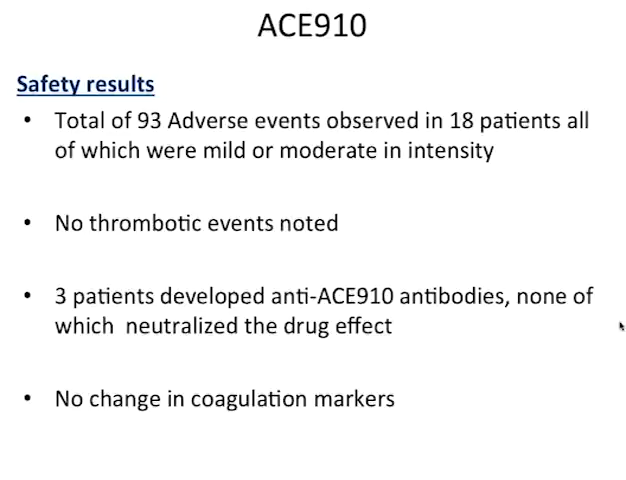 ACE910
Safety results
• Total of 93 Adverse events observed in 18 patients all
of which were mild or moderate in intensity
• No thrombotic events noted
• 3 patients developed anti-ACE910 antibodies, none of
which neutralized the drug effect
• No change in coagulation markers